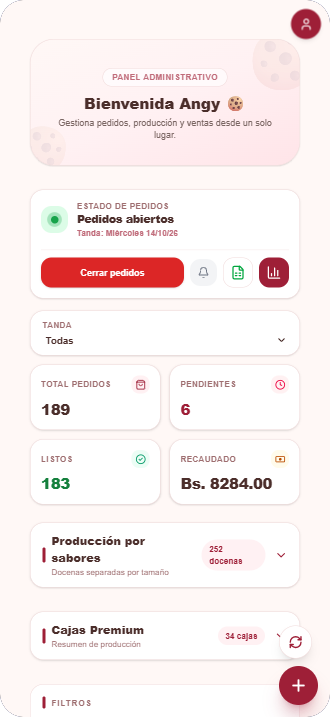 PANEL ADMINISTRATIVO
Bienvenida Angy 🍪
Gestiona pedidos, producción y ventas desde un solo
lugar.
ESTADO DE PEDIDOS
Pedidos abiertos
Tanda: Miércoles 14/10/26
Cerrar pedidos
TANDA
Todas
TOTAL PEDIDOS
189
PENDIENTES
6
LISTOS
183
RECAUDADO
Bs. 8284.00
Producción por
sabores
252
docenas
Docenas separadas por tamaño
Cajas Premium
34 cajas
Resumen de producción
FILTROS